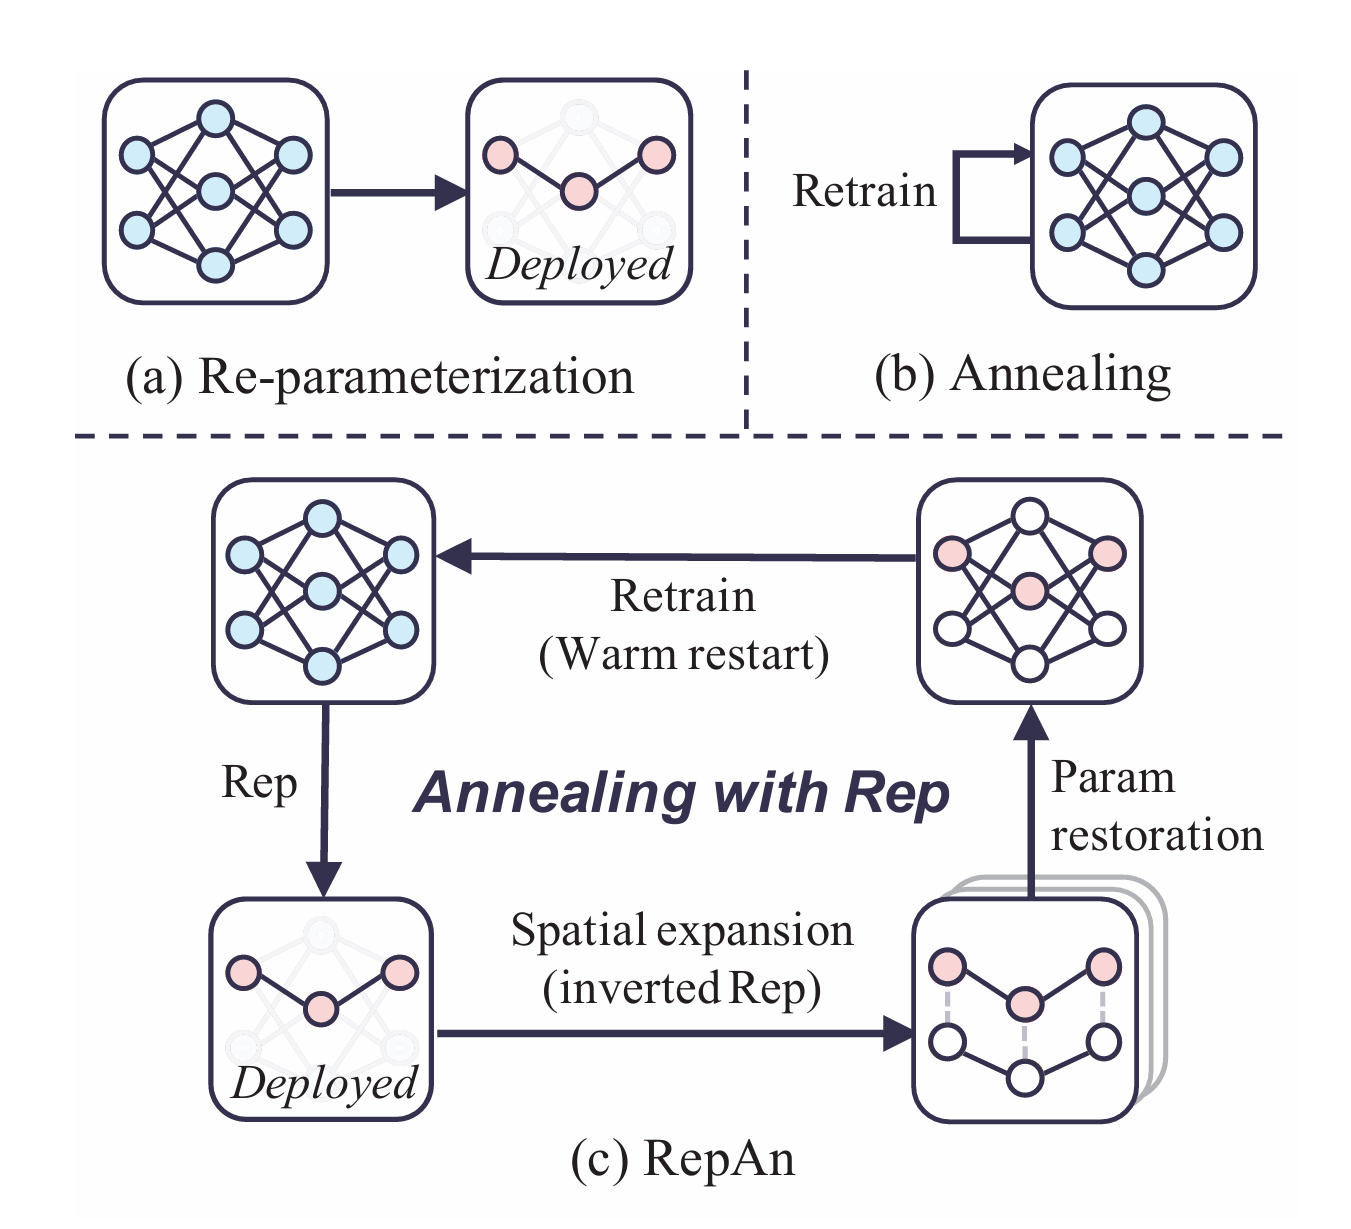 Deployed
(a) Re-parameterization
Retrain
(b) Annealing
Retrain
(Warm restart)
Rep
Annealing with Rep
Param
restoration
Deployed
Spatial expansion
(inverted Rep)
(c) RepAn